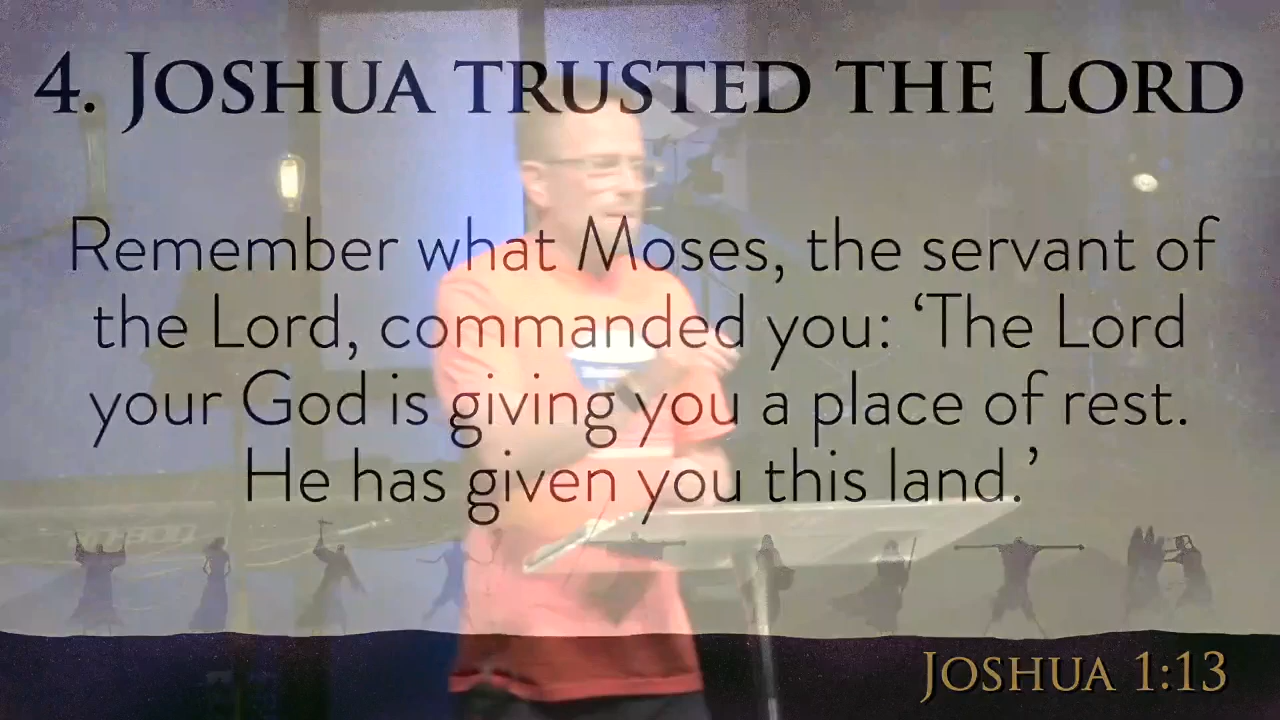 4. Joshua trusted the Lord
Remember what Moses, the servant of
the Lord, commanded you: ‘The Lord
your God is giving you a place of rest.
He has given you this land.’
Joshua 1:13